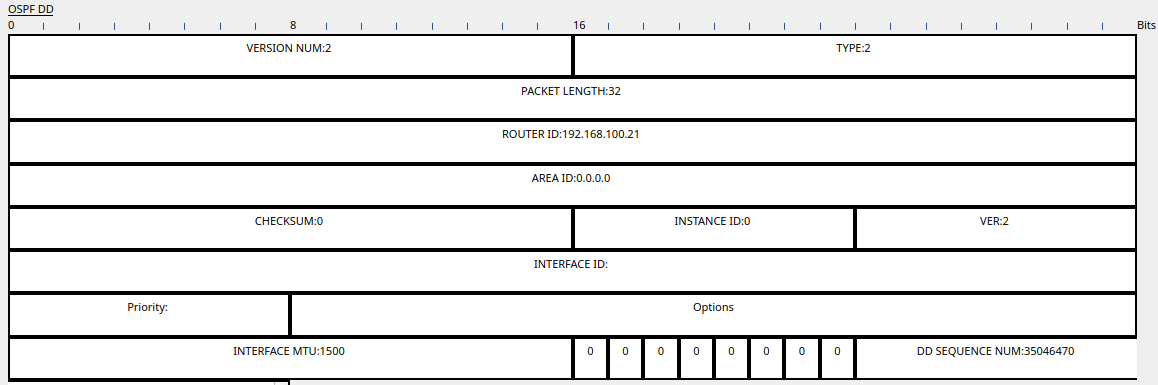 OSPF DD
0 8 16 Bits
VERSION NUM:2 TYPE:2
PACKET LENGTH:32
ROUTER ID:192.168.100.21
AREA ID:0.0.0.0
CHECKSUM:0 INSTANCE ID:0 VER:2
INTERFACE ID:
Priority: Options
INTERFACE MTU:1500 0 0 0 0 0 0 0 0 DD SEQUENCE NUM:35046470